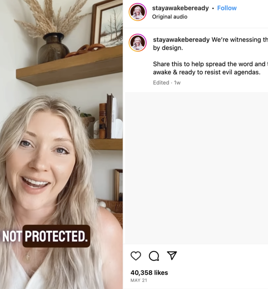 stayawakebeready • Follow
Original audio
stayawakebeready We're witnessing th
by design.
Share this to help spread the word and
awake & ready to resist evil agendas.
Edited · 1w
NOT PROTECTED.
40,358 likes
MAY 21